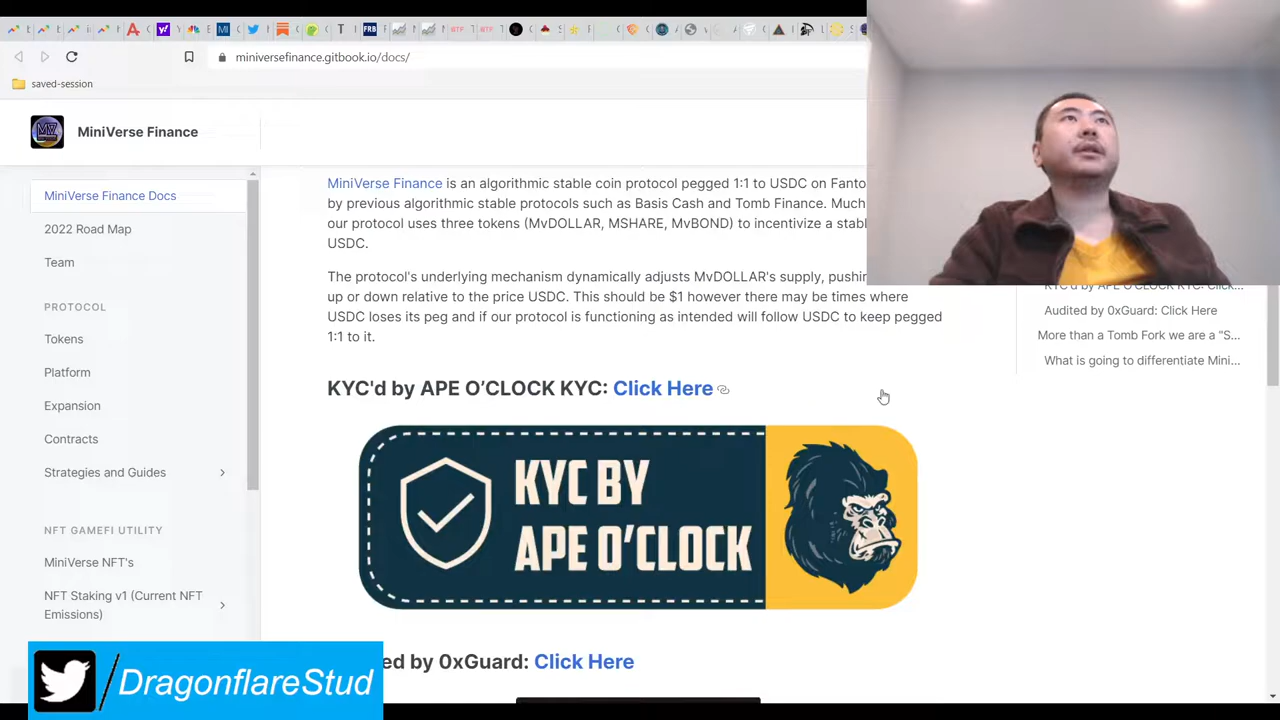 miniversefinance.gitbook.io/docs/
saved-session
MiniVerse Finance
MiniVerse Finance Docs
2022 Road Map
Team
PROTOCOL
Tokens
Platform
Expansion
Contracts
Strategies and Guides
NFT GAMEFI UTILITY
MiniVerse NFT's
NFT Staking v1 (Current NFT
Emissions)
MiniVerse Finance is an algorithmic stable coin protocol pegged 1:1 to USDC on Fanto
by previous algorithmic stable protocols such as Basis Cash and Tomb Finance. Much
our protocol uses three tokens (MvDOLLAR, MSHARE, MvBOND) to incentivize a stabl
USDC.
The protocol's underlying mechanism dynamically adjusts MvDOLLAR's supply, pushin
up or down relative to the price USDC. This should be $1 however there may be times where
USDC loses its peg and if our protocol is functioning as intended will follow USDC to keep pegged
1:1 to it.
KYC'd by APE O’CLOCK KYC: Click Here
KYC BY
APE O’CLOCK
ed by 0xGuard: Click Here
KYC'd by APE O'CLOCK KYC: Click...
Audited by 0xGuard: Click Here
More than a Tomb Fork we are a "S...
What is going to differentiate Mini...
/DragonflareStud